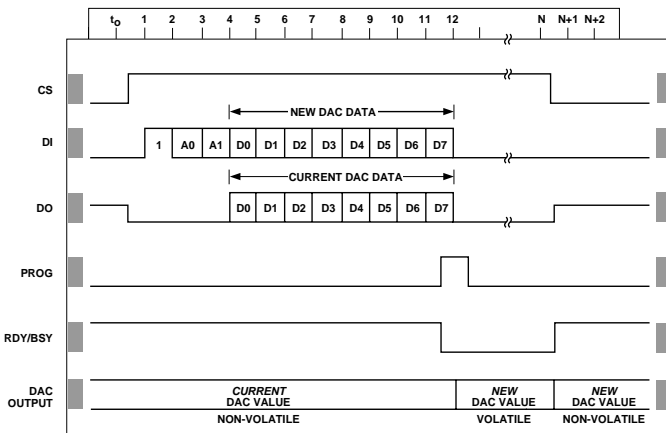 to 1 2 3 4 5 6 7 8 9 10 11 12 N N+1 N+2
CS
NEW DAC DATA
DI 1 A0 A1 D0 D1 D2 D3 D4 D5 D6 D7
CURRENT DAC DATA
DO D0 D1 D2 D3 D4 D5 D6 D7
PROG
RDY/BSY
DAC OUTPUT
CURRENT DAC VALUE
NEW DAC VALUE
NEW DAC VALUE
NON-VOLATILE VOLATILE NON-VOLATILE